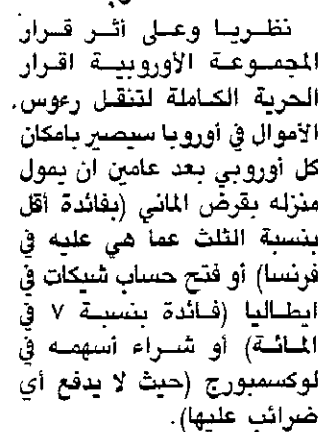 نظريا وعلى أثر قرار
المجموعة الأوروبية اقرار
الحرية الكاملة لتنقل رءوس
الأموال في أوروبا سيصير بامكان
كل أوروبي بعد عامين ان يمول
منزله بقرض الماني (بفائدة أقل
بنسبة الثلث عما هي عليه في
فرنسا) أو فتح حساب شيكات في
ايطاليا (فائدة بنسبة ٧ في
المائة) أو شراء أسهمه في
لوكسمبورج (حيث لا يدفع أي
ضرائب عليها).